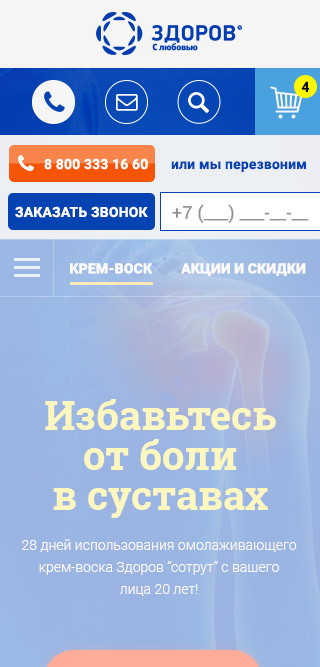 ЗДОРОВ®
С любовью
4
8 800 333 16 60
или мы перезвоним
ЗАКАЗАТЬ ЗВОНОК
+7 (___) ___-__-__
КРЕМ-ВОСК
АКЦИИ И СКИДКИ
Избавьтесь
от боли
в суставах
28 дней использования омолаживающего
крем-воска Здоров “сотрут” с вашего
лица 20 лет!